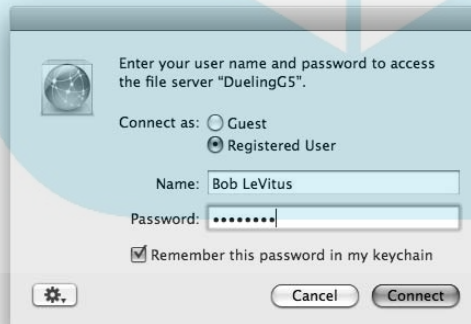 Enter your user name and password to access
the file server “DuelingG5”.
Connect as: Guest
Registered User
Name: Bob LeVitus
Password: ••••••••
Remember this password in my keychain
Cancel Connect